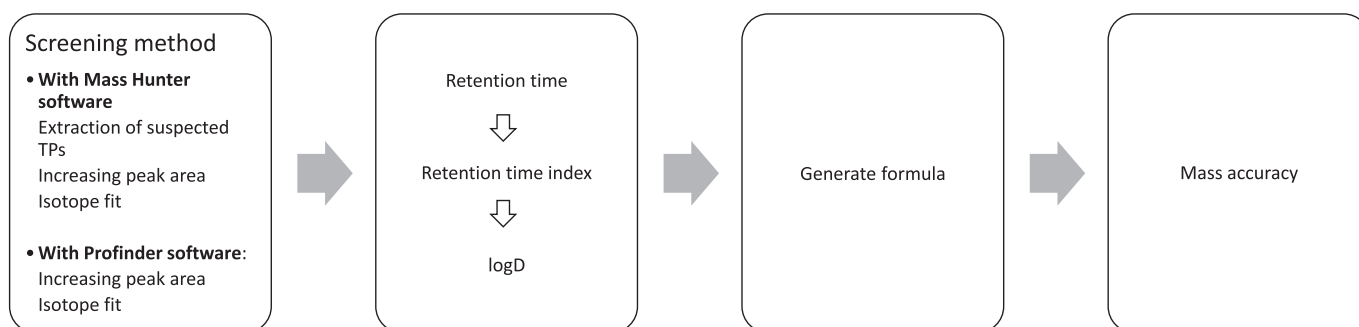 Screening method
• With Mass Hunter
software
Extraction of suspected
TPs
Increasing peak area
Isotope fit
• With Profinder software:
Increasing peak area
Isotope fit
Retention time
Retention time index
logD
Generate formula
Mass accuracy